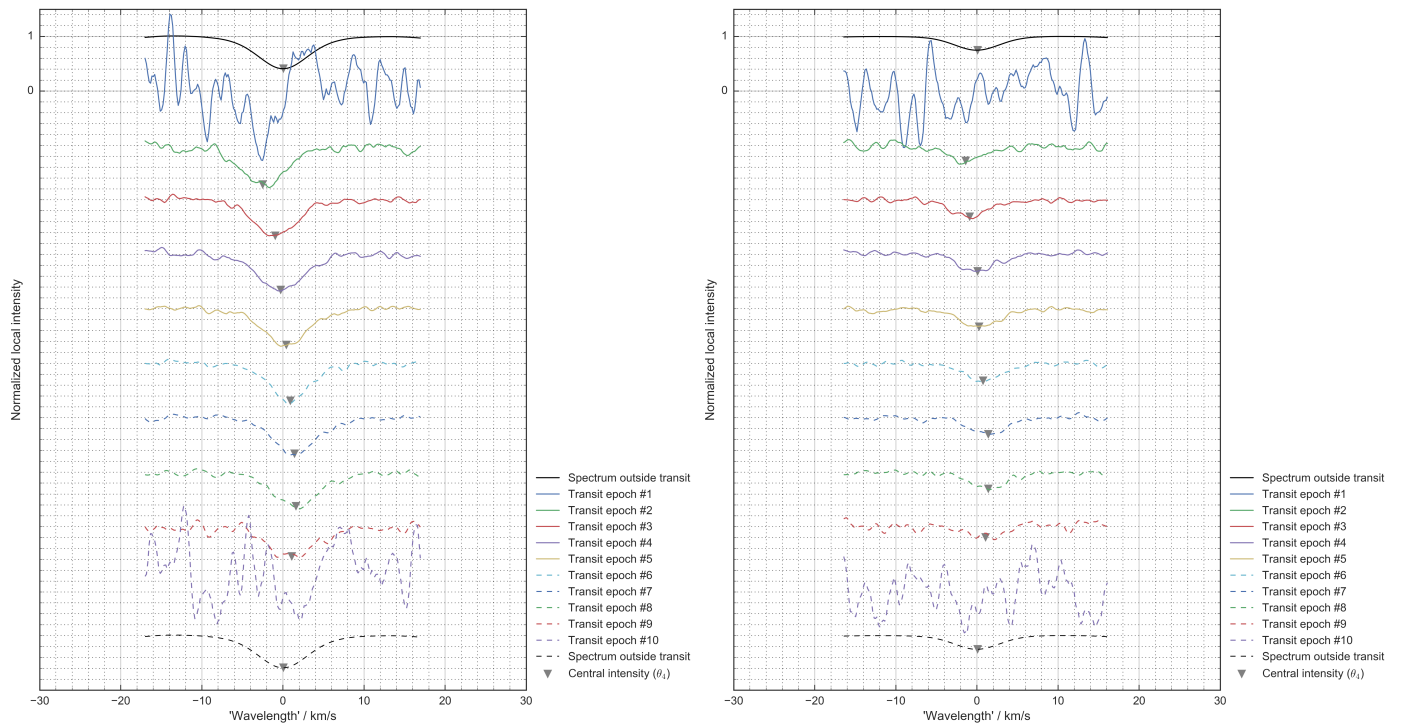 1
0
Normalized local intensity
−30
−20
−10
0
10
20
30
'Wavelength' / km/s
Spectrum outside transit
Transit epoch #1
Transit epoch #2
Transit epoch #3
Transit epoch #4
Transit epoch #5
Transit epoch #6
Transit epoch #7
Transit epoch #8
Transit epoch #9
Transit epoch #10
Spectrum outside transit
Central intensity (θ₄)
1
0
Normalized local intensity
−30
−20
−10
0
10
20
30
'Wavelength' / km/s
Spectrum outside transit
Transit epoch #1
Transit epoch #2
Transit epoch #3
Transit epoch #4
Transit epoch #5
Transit epoch #6
Transit epoch #7
Transit epoch #8
Transit epoch #9
Transit epoch #10
Spectrum outside transit
Central intensity (θ₄)